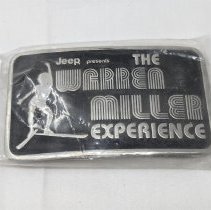 Jeep presents THE
WARREN
MILLER
EXPERIENCE